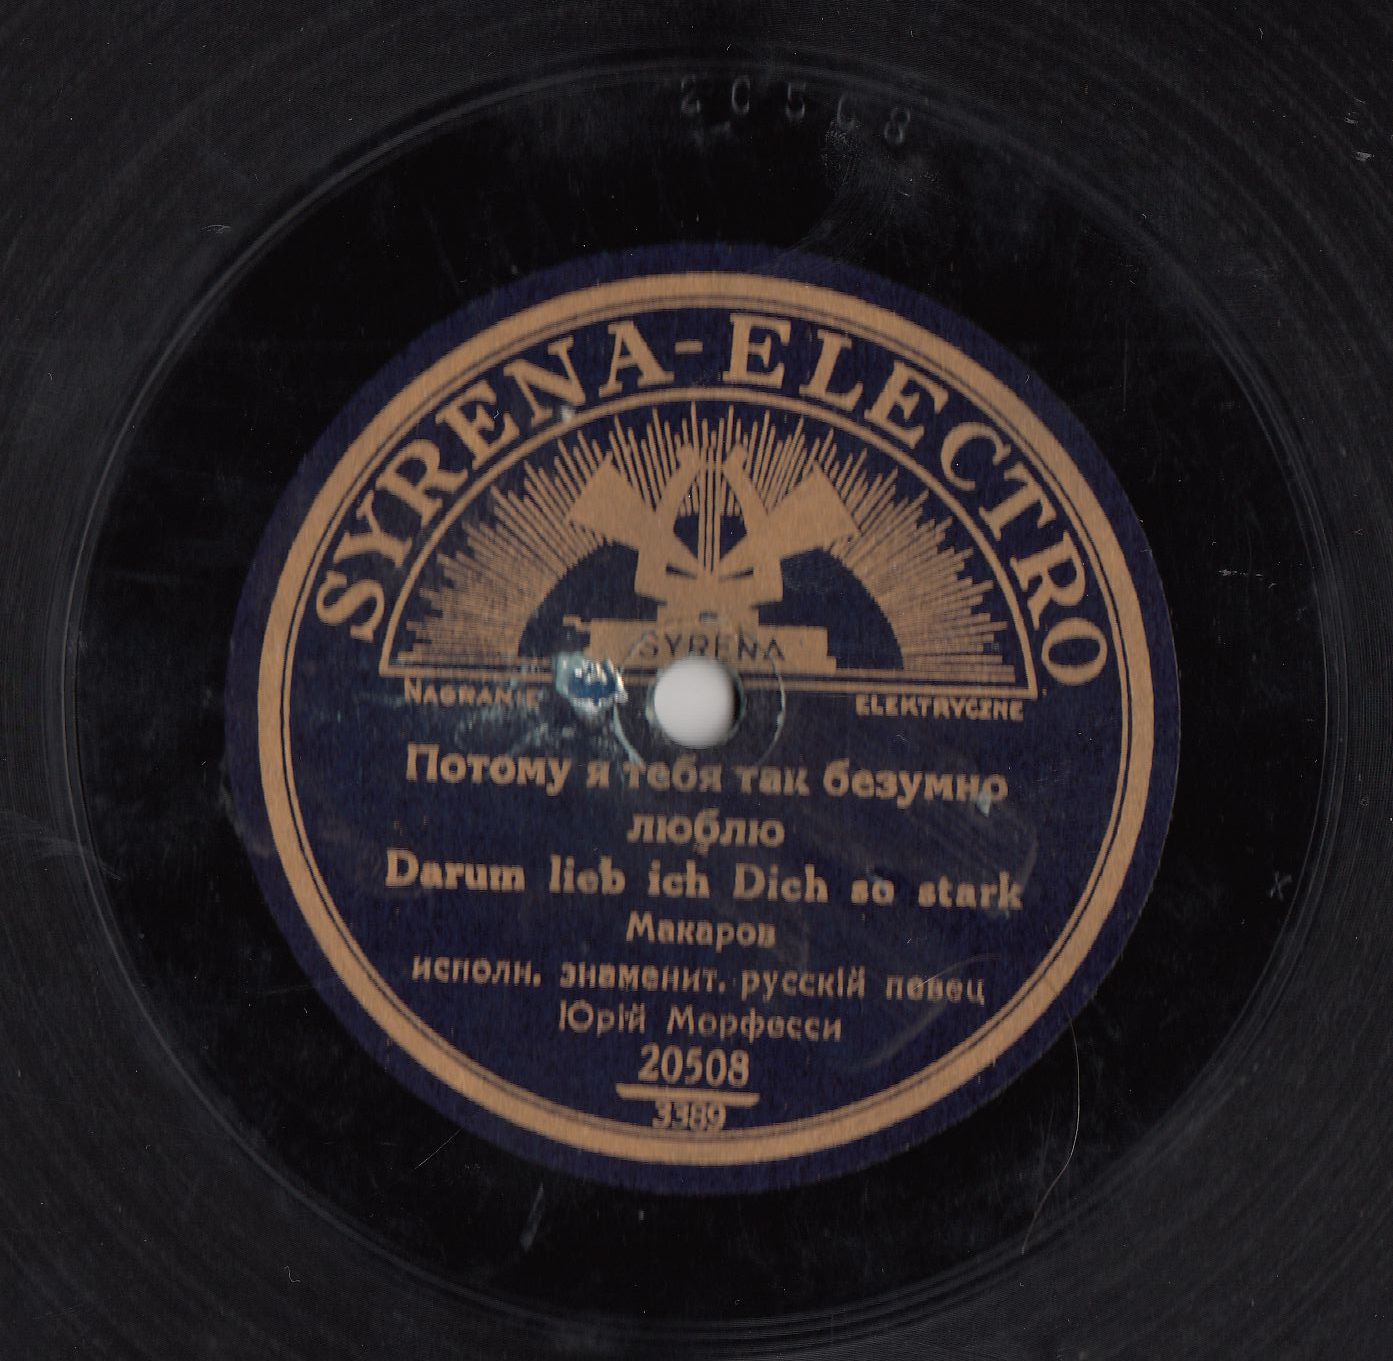 20508
SYRENA-ELECTRO
SYRENA
NAGRANIE ELEKTRYCZNE
Потому я тебя так безумно
люблю
Darum lieb ich Dich so stark
Макаров
исполн. знаменит. русскій певец
Юрій Морфесси
20508
3389